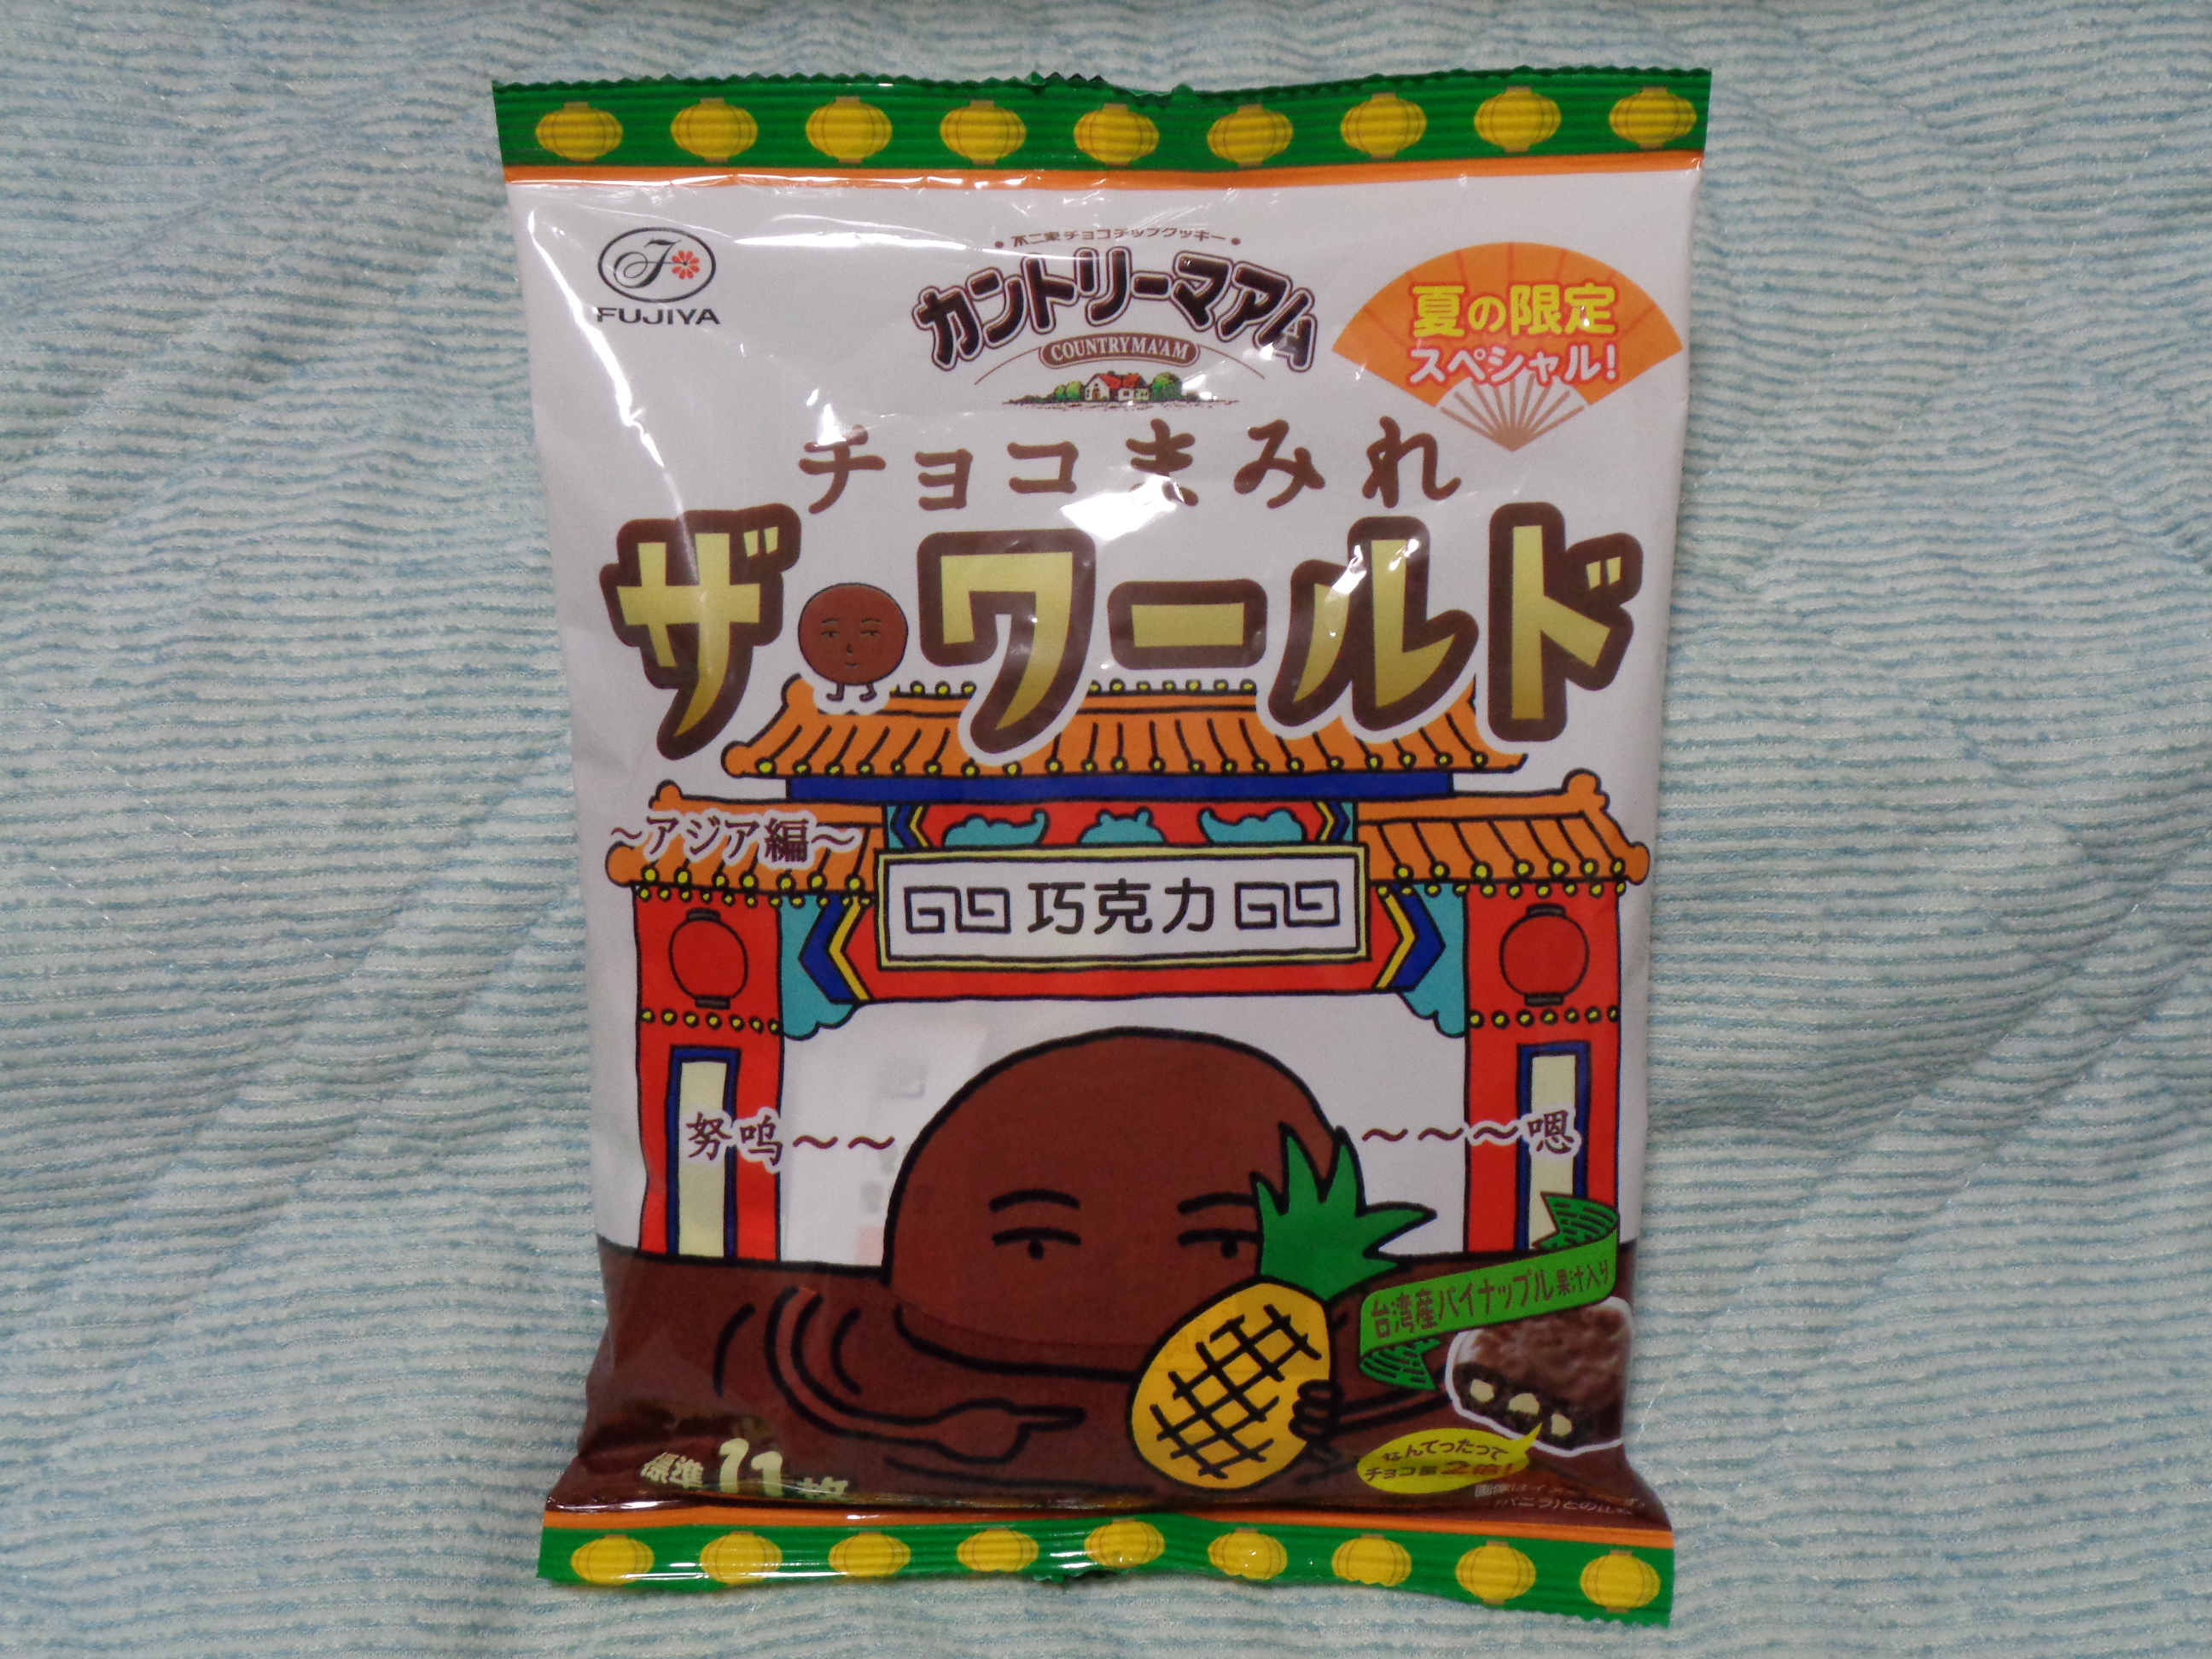 FUJIYA
不二家チョコチップクッキー
カントリーマアム
COUNTRY MA'AM
夏の限定
スペシャル!
チョコまみれ
ザ・ワールド
~アジア編~
巧克力
努呜~~
~~~嗯
台湾産パイナップル果汁入り
なんてったって
チョコ量2倍!
標準11枚